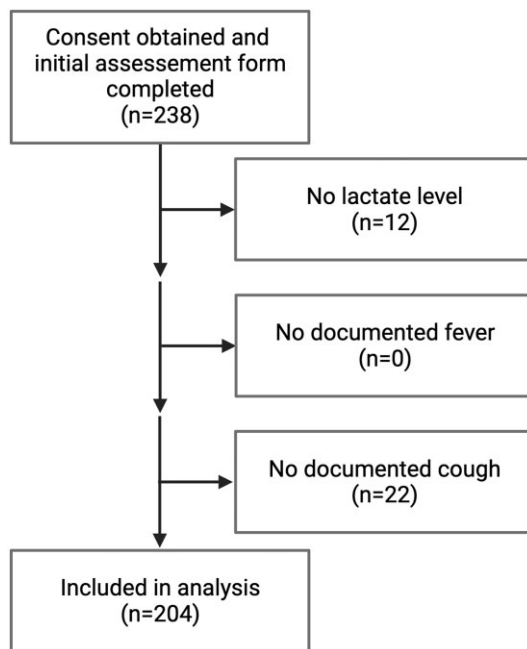 Consent obtained and
initial assessement form
completed
(n=238)
No lactate level
(n=12)
No documented fever
(n=0)
No documented cough
(n=22)
Included in analysis
(n=204)